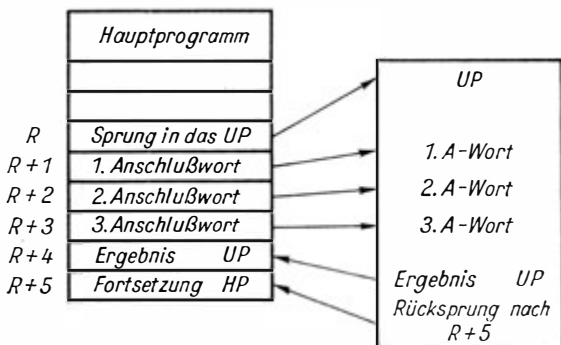 Hauptprogramm
R Sprung in das UP
R+1 1. Anschlußwort
R+2 2. Anschlußwort
R+3 3. Anschlußwort
R+4 Ergebnis UP
R+5 Fortsetzung HP
UP
1. A-Wort
2. A-Wort
3. A-Wort
Ergebnis UP
Rücksprung nach
R+5